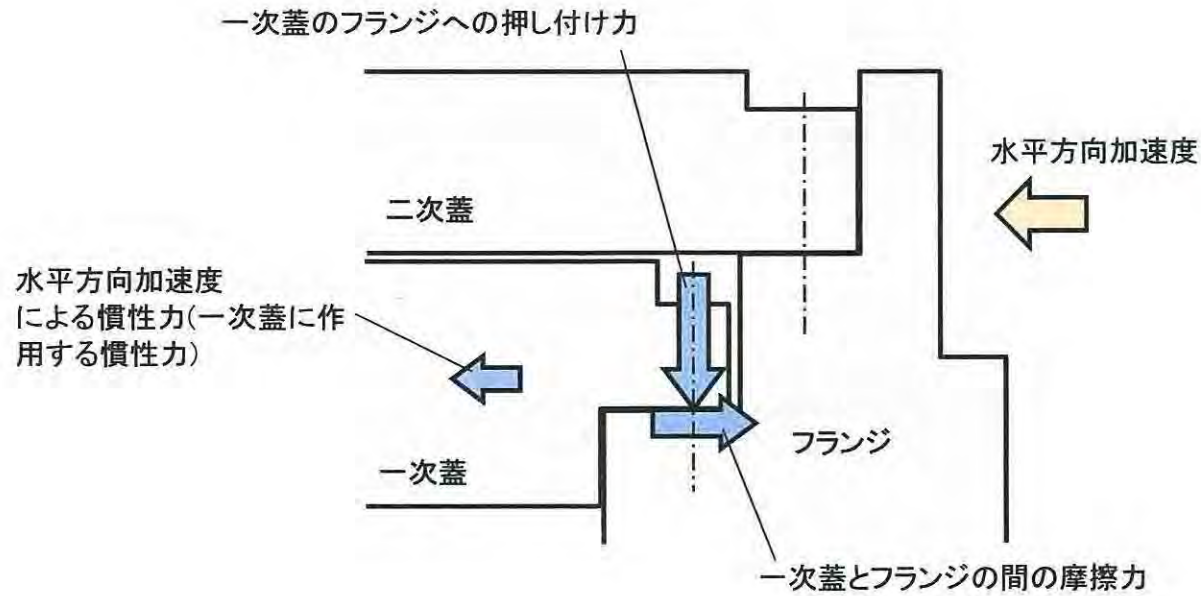 一次蓋のフランジへの押し付け力
水平方向加速度
二次蓋
水平方向加速度
による慣性力(一次蓋に作
用する慣性力)
フランジ
一次蓋
一次蓋とフランジの間の摩擦力